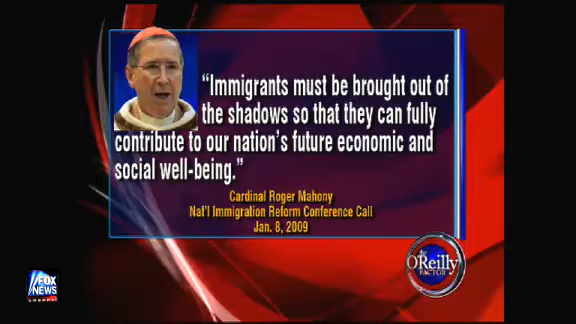 “Immigrants must be brought out of
the shadows so that they can fully
contribute to our nation’s future economic and
social well-being.”
Cardinal Roger Mahony
Nat'l Immigration Reform Conference Call
Jan. 8, 2009
the
O'Reilly
FACTOR
FOX
NEWS
channel